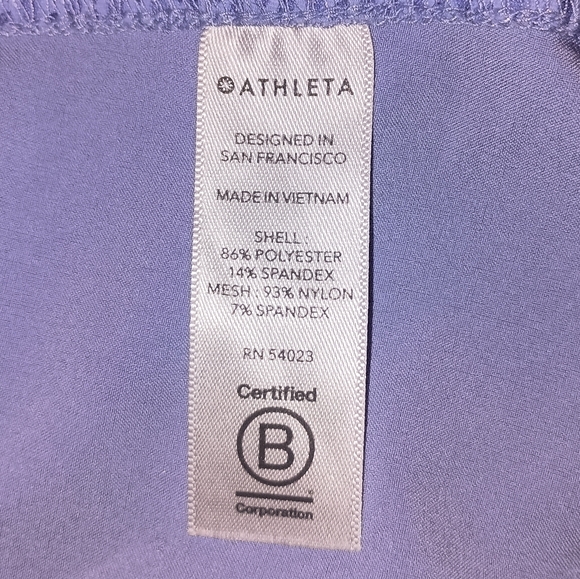 ATHLETA
DESIGNED IN
SAN FRANCISCO
MADE IN VIETNAM
SHELL :
86% POLYESTER
14% SPANDEX
MESH : 93% NYLON
7% SPANDEX
RN 54023
Certified
B
Corporation